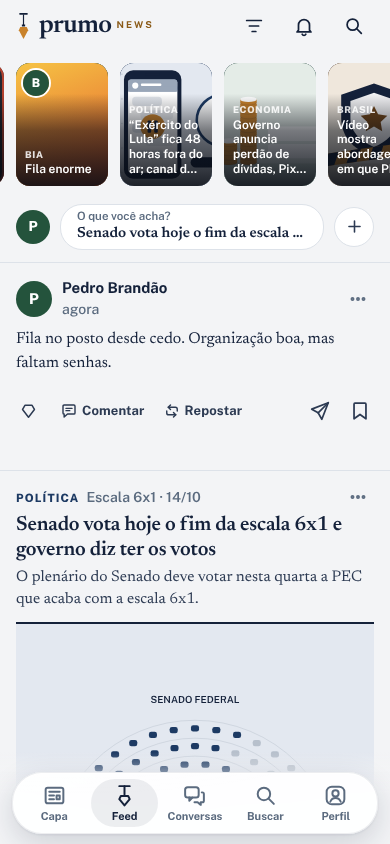 prumo NEWS
B
BIA
Fila enorme
POLÍTICA
“Exército do
Lula” fica 48
horas fora do
ar; canal d...
ECONOMIA
Governo
anuncia
perdão de
dívidas, Pix...
BRASIL
Vídeo
mostra
abordage
em que P
P
O que você acha?
Senado vota hoje o fim da escala ...
P
Pedro Brandão
agora
Fila no posto desde cedo. Organização boa, mas
faltam senhas.
Comentar
Repostar
POLÍTICA Escala 6x1 · 14/10
Senado vota hoje o fim da escala 6x1 e
governo diz ter os votos
O plenário do Senado deve votar nesta quarta a PEC
que acaba com a escala 6x1.
SENADO FEDERAL
Capa
Feed
Conversas
Buscar
Perfil